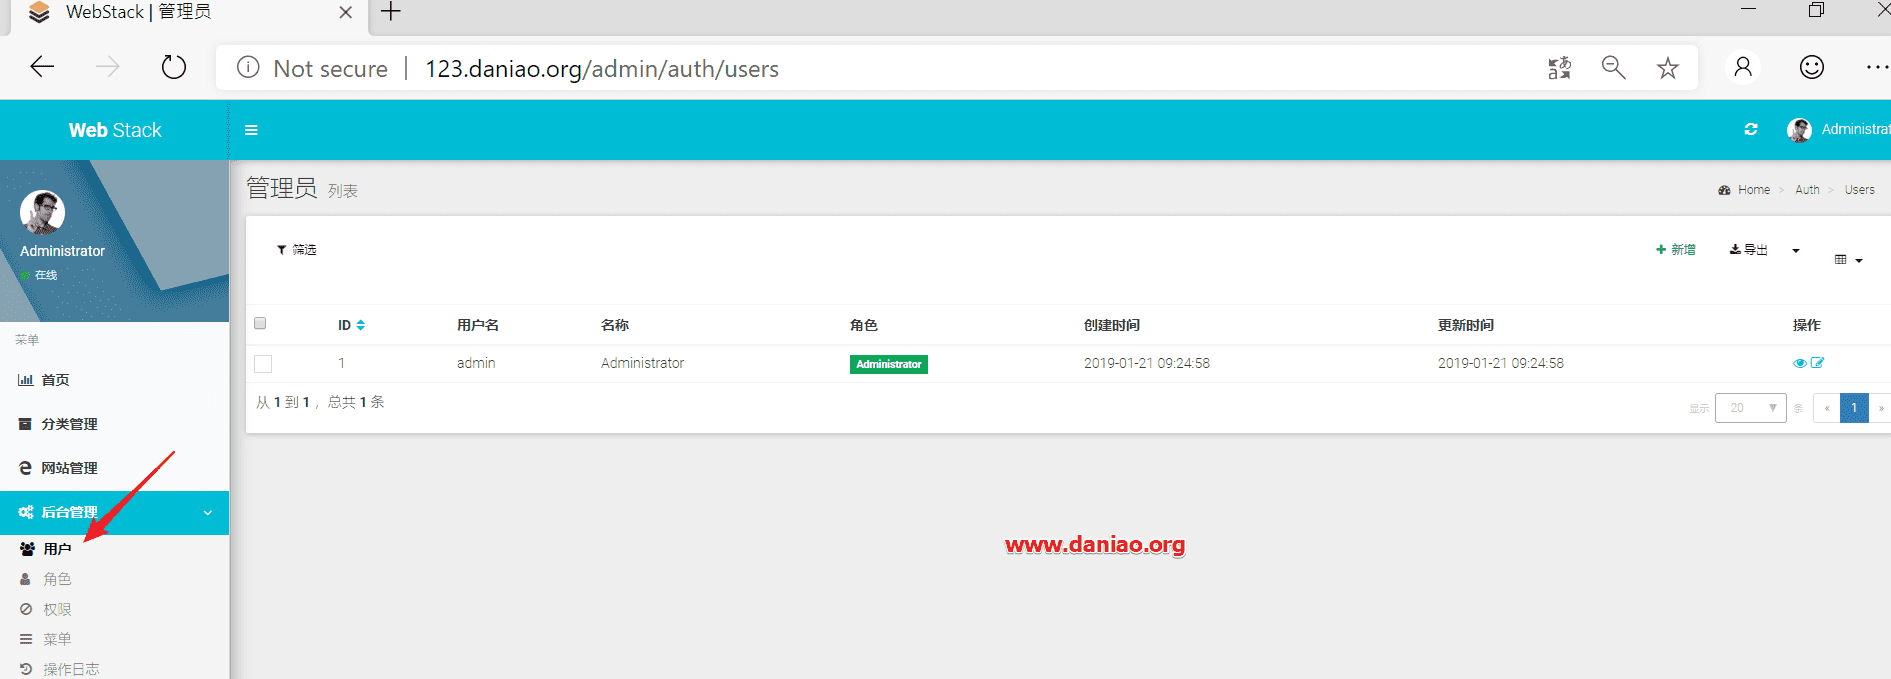 WebStack | 管理员
Not secure | 123.daniao.org/admin/auth/users
Web Stack
Administrat
Administrator
在线
管理员 列表
Home > Auth > Users
筛选
新增 导出
ID 用户名 名称 角色 创建时间 更新时间 操作
1 admin Administrator Administrator 2019-01-21 09:24:58 2019-01-21 09:24:58
从 1 到 1 ，总共 1 条
显示 20 条 « 1 »
菜单
首页
分类管理
网站管理
后台管理
用户
角色
权限
菜单
操作日志
www.daniao.org